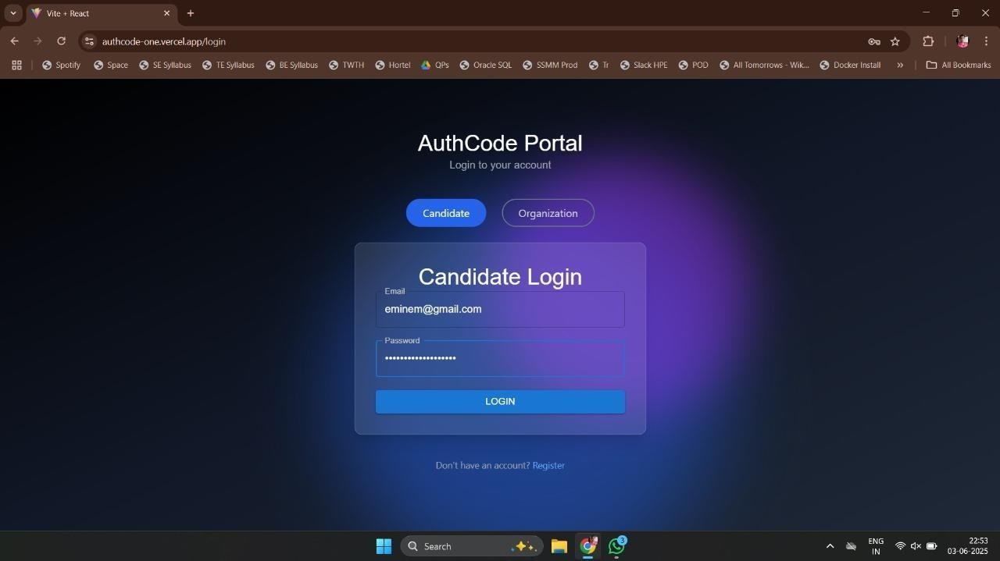 Vite + React
authcode-one.vercel.app/login
Spotify Space SE Syllabus TE Syllabus BE Syllabus TWTH Hortel QPs Oracle SQL SSMM Prod Tr Slack HPE POD All Tomorrows - Wik... Docker Install » All Bookmarks
AuthCode Portal
Login to your account
Candidate Organization
Candidate Login
Email
eminem@gmail.com
Password
•••••••••••••••••••
LOGIN
Don't have an account? Register
Search
3
ENG
IN
22:53
03-06-2025